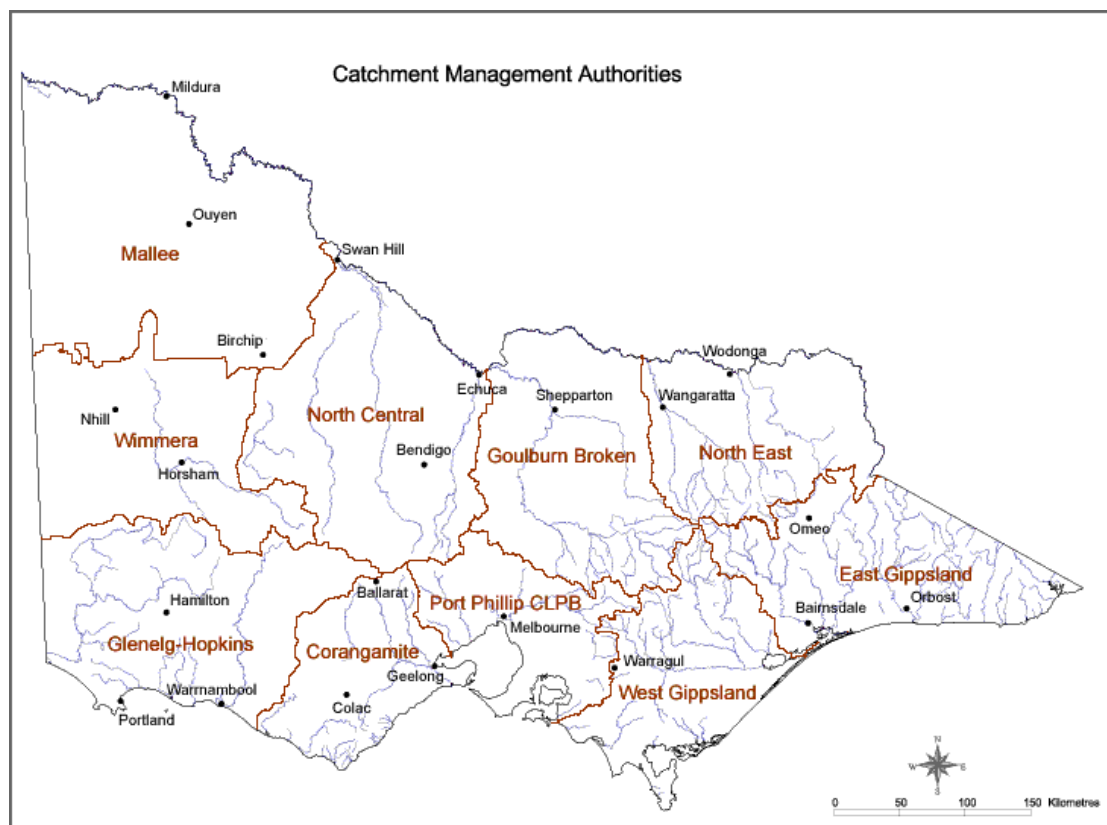 Catchment Management Authorities
Mildura
Ouyen
Mallee
Swan Hill
Birchip
Wodonga
Echuca
Shepparton
Wangaratta
Nhill
North Central
Wimmera
Bendigo
Goulburn Broken
North East
Horsham
Omeo
East Gippsland
Ballarat
Hamilton
Port Phillip CLPB
Orbost
Bairnsdale
Melbourne
Glenelg-Hopkins
Corangamite
Geelong
Warragul
Warrnambool
West Gippsland
Colac
Portland
N
W
E
S
0 50 100 150 Kilometres